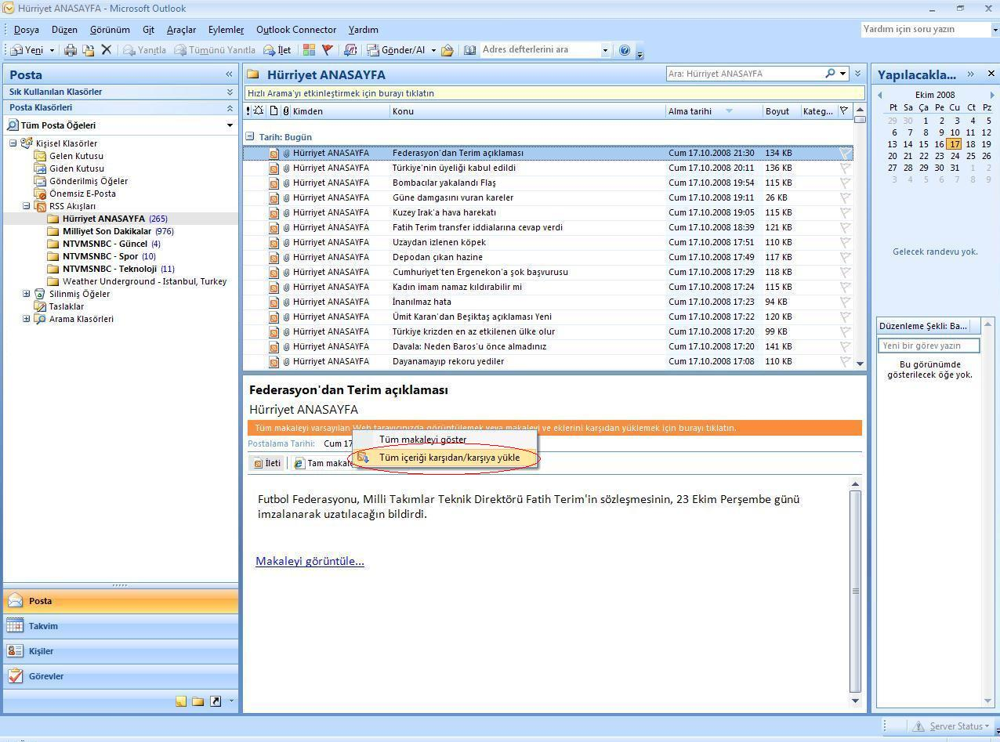 Hürriyet ANASAYFA - Microsoft Outlook
Dosya Düzen Görünüm Git Araçlar Eylemler Outlook Connector Yardım
Yardım için soru yazın
Yeni Yanıtla Tümünü Yanıtla İlet Gönder/Al Adres defterlerini ara
Posta
Sık Kullanılan Klasörler
Posta Klasörleri
Tüm Posta Öğeleri
Kişisel Klasörler
Gelen Kutusu
Giden Kutusu
Gönderilmiş Öğeler
Önemsiz E-Posta
RSS Akışları
Hürriyet ANASAYFA (265)
Milliyet Son Dakikalar (976)
NTVMSNBC - Güncel (4)
NTVMSNBC - Spor (10)
NTVMSNBC - Teknoloji (11)
Weather Underground - Istanbul, Turkey
Silinmiş Öğeler
Taslaklar
Arama Klasörleri
Posta
Takvim
Kişiler
Görevler
Hürriyet ANASAYFA
Ara: Hürriyet ANASAYFA
Hızlı Arama'yı etkinleştirmek için burayı tıklatın
Kimden Konu Alma tarihi Boyut Kateg...
Tarih: Bugün
Hürriyet ANASAYFA Federasyon'dan Terim açıklaması Cum 17.10.2008 21:30 134 KB
Hürriyet ANASAYFA Türkiye'nin üyeliği kabul edildi Cum 17.10.2008 20:11 136 KB
Hürriyet ANASAYFA Bombacılar yakalandı Flaş Cum 17.10.2008 19:54 115 KB
Hürriyet ANASAYFA Güne damgasını vuran kareler Cum 17.10.2008 19:11 26 KB
Hürriyet ANASAYFA Kuzey Irak'a hava harekatı Cum 17.10.2008 19:05 115 KB
Hürriyet ANASAYFA Fatih Terim transfer iddialarına cevap verdi Cum 17.10.2008 18:39 121 KB
Hürriyet ANASAYFA Uzaydan izlenen köpek Cum 17.10.2008 17:51 110 KB
Hürriyet ANASAYFA Depodan çıkan hazine Cum 17.10.2008 17:49 117 KB
Hürriyet ANASAYFA Cumhuriyet'ten Ergenekon'a şok başvurusu Cum 17.10.2008 17:29 118 KB
Hürriyet ANASAYFA Kadın imam namaz kıldırabilir mi Cum 17.10.2008 17:24 115 KB
Hürriyet ANASAYFA İnanılmaz hata Cum 17.10.2008 17:23 94 KB
Hürriyet ANASAYFA Ümit Karan'dan Beşiktaş açıklaması Yeni Cum 17.10.2008 17:22 120 KB
Hürriyet ANASAYFA Türkiye krizden en az etkilenen ülke olur Cum 17.10.2008 17:20 99 KB
Hürriyet ANASAYFA Davala: Neden Baros'u önce almadınız Cum 17.10.2008 17:20 141 KB
Hürriyet ANASAYFA Dayanamayıp rekoru yediler Cum 17.10.2008 17:08 110 KB
Federasyon'dan Terim açıklaması
Hürriyet ANASAYFA
Tüm makaleyi varsayılan Web tarayıcınızda görüntülemek veya makaleyi ve eklerini karşıdan yüklemek için burayı tıklatın.
Tüm makaleyi göster
Postalama Tarihi: Cum 17
Tüm içeriği karşıdan/karşıya yükle
İleti Tam makale
Futbol Federasyonu, Milli Takımlar Teknik Direktörü Fatih Terim'in sözleşmesinin, 23 Ekim Perşembe günü
imzalanarak uzatılacağın bildirdi.
Makaleyi görüntüle...
Yapılacakla...
Ekim 2008
Pt Sa Ça Pe Cu Ct Pz
29 30 1 2 3 4 5
6 7 8 9 10 11 12
13 14 15 16 17 18 19
20 21 22 23 24 25 26
27 28 29 30 31 1 2
3 4 5 6 7 8 9
Gelecek randevu yok.
Düzenleme Şekli: Ba...
Yeni bir görev yazın
Bu görünümde
gösterilecek öğe yok.
Server Status